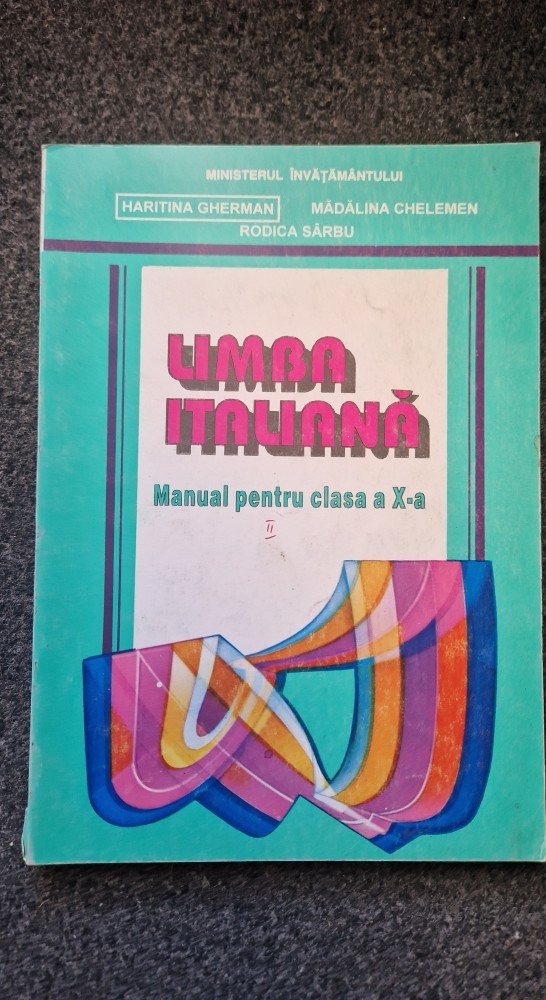 MINISTERUL ÎNVĂȚĂMÂNTULUI
HARITINA GHERMAN MĂDĂLINA CHELEMEN
RODICA SÂRBU
LIMBA
ITALIANĂ
Manual pentru clasa a X-a
II